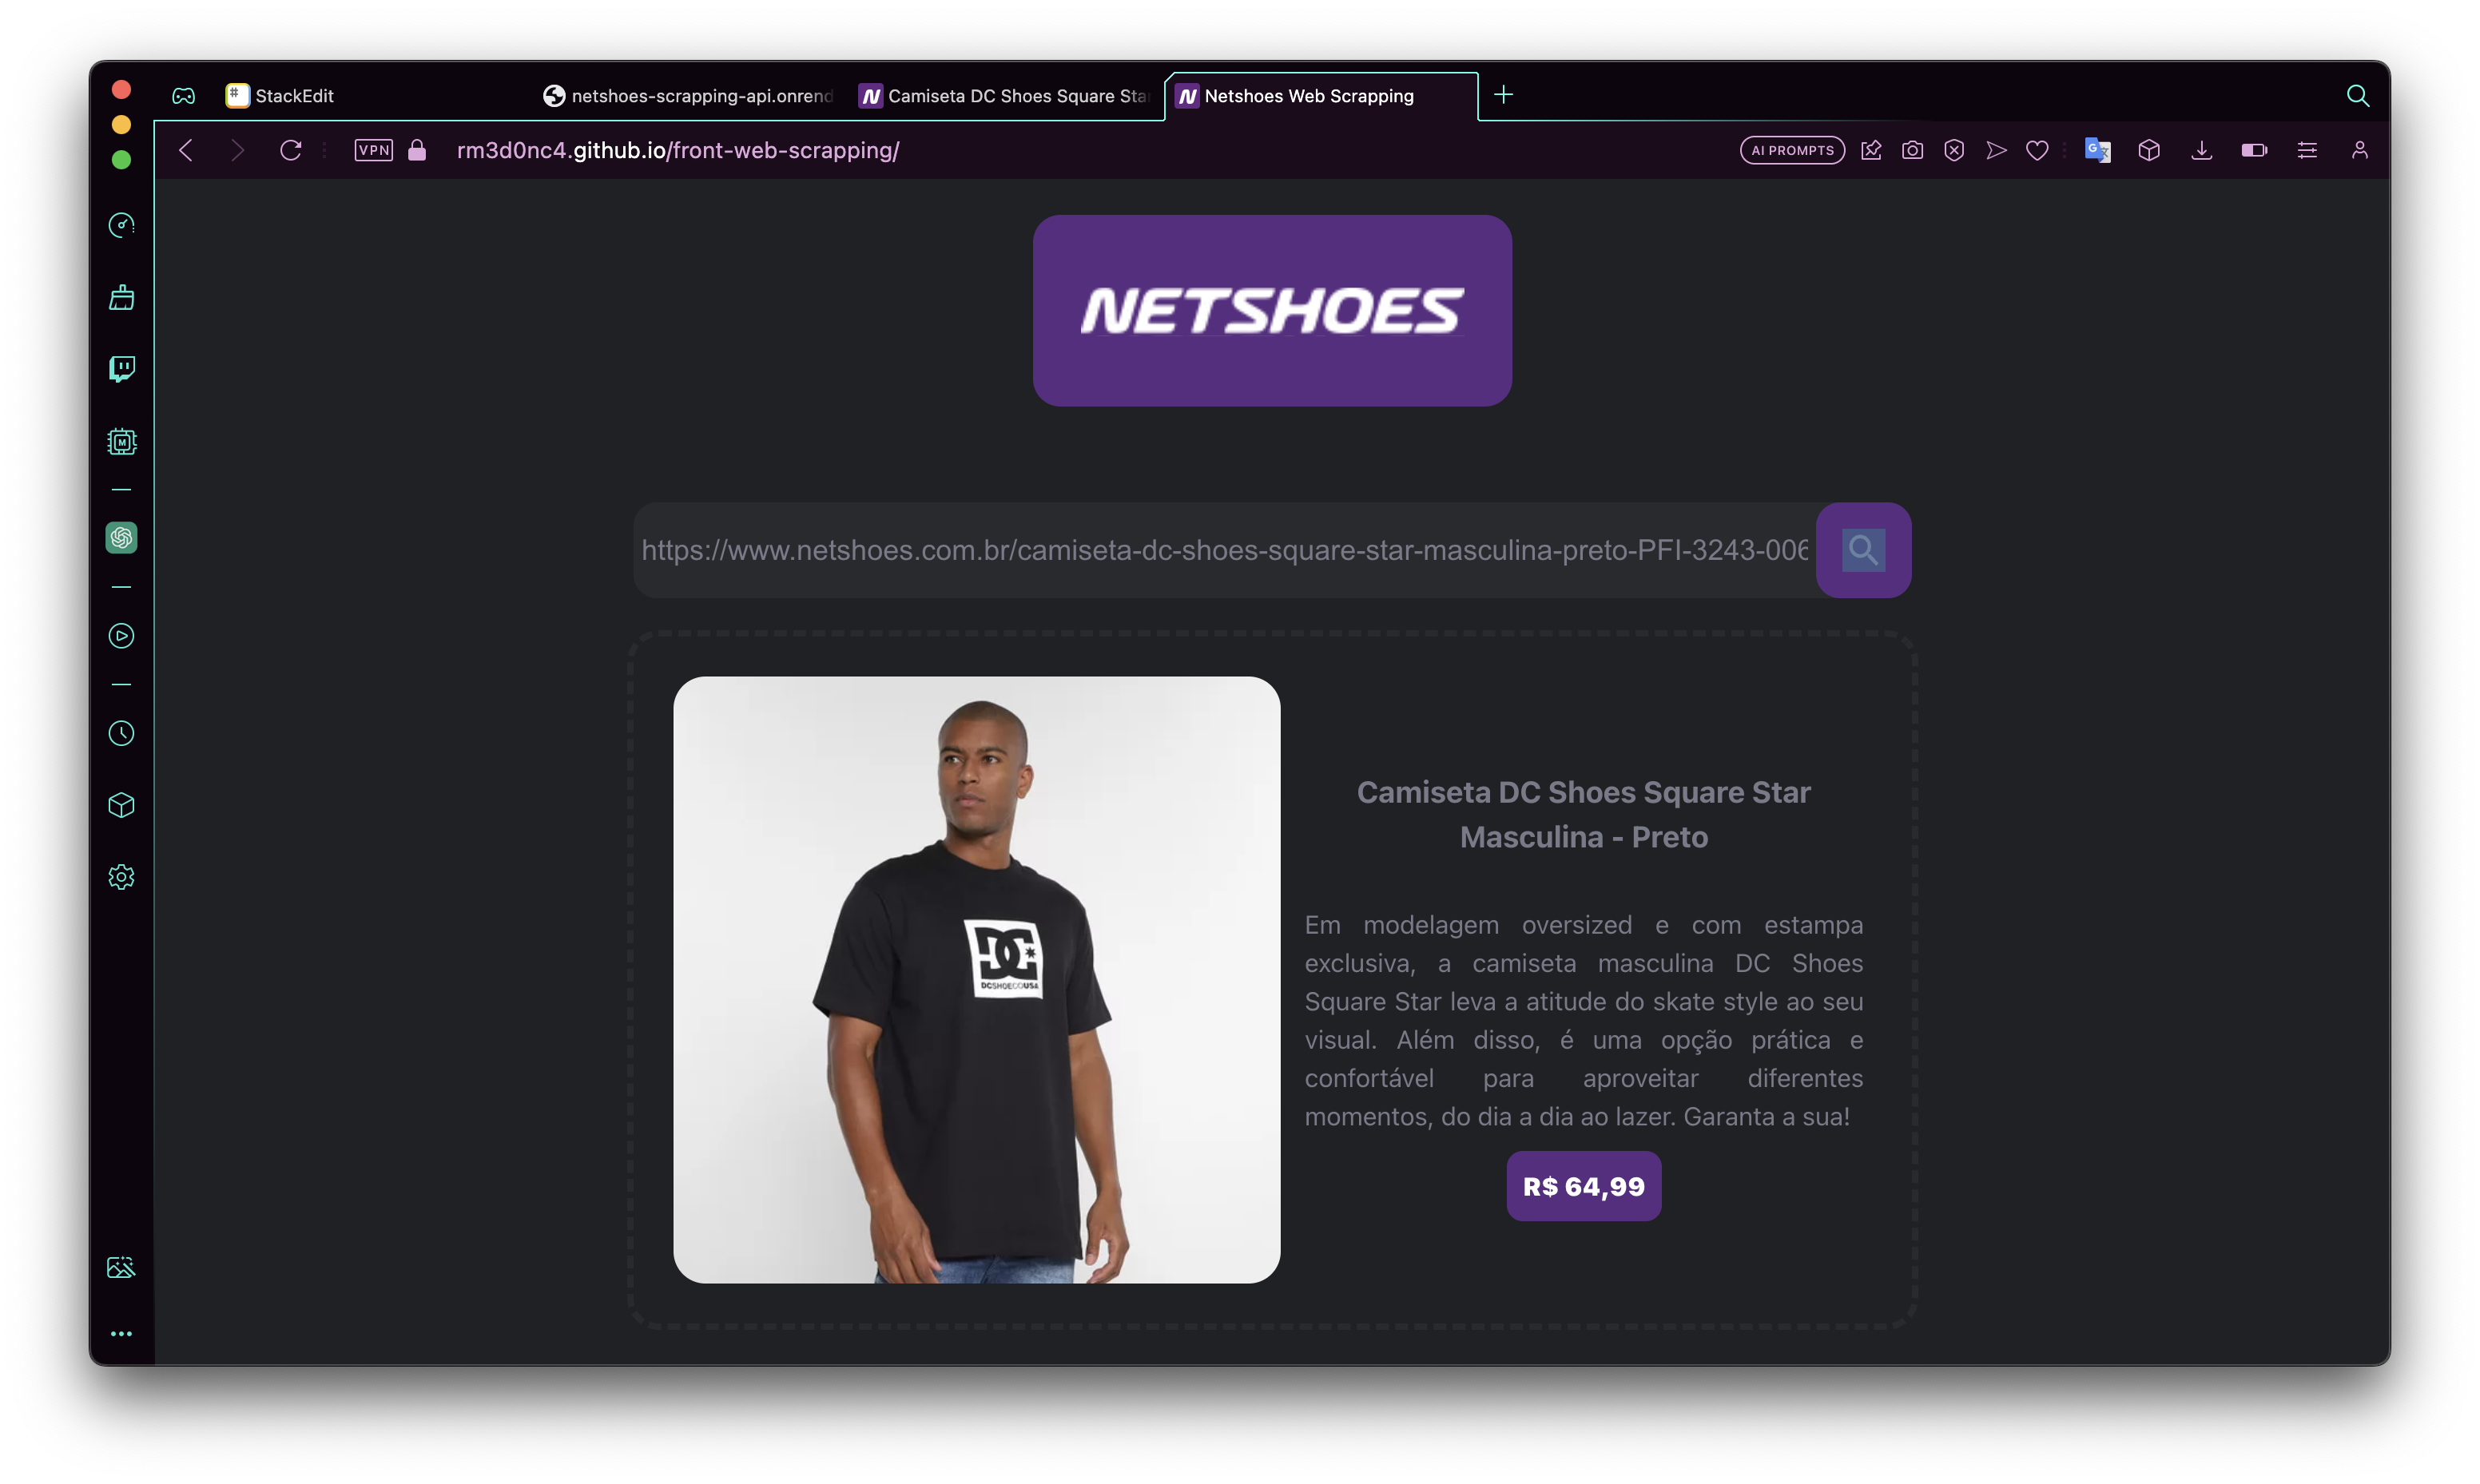 StackEdit
netshoes-scrapping-api.onrend
Camiseta DC Shoes Square Star
Netshoes Web Scrapping
VPN
rm3d0nc4.github.io/front-web-scrapping/
AI PROMPTS
NETSHOES
https://www.netshoes.com.br/camiseta-dc-shoes-square-star-masculina-preto-PFI-3243-006
Camiseta DC Shoes Square Star
Masculina - Preto
Em modelagem oversized e com estampa
exclusiva, a camiseta masculina DC Shoes
Square Star leva a atitude do skate style ao seu
visual. Além disso, é uma opção prática e
confortável para aproveitar diferentes
momentos, do dia a dia ao lazer. Garanta a sua!
R$ 64,99
DC
DCSHOECOUSA